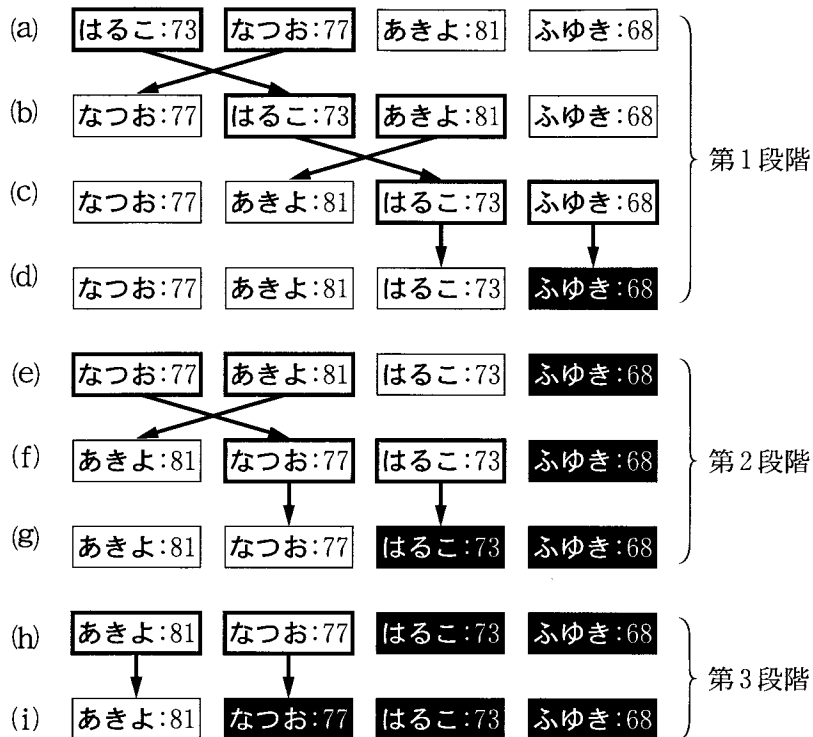 (a) はるこ:73 なつお:77 あきよ:81 ふゆき:68
(b) なつお:77 はるこ:73 あきよ:81 ふゆき:68
第1段階
(c) なつお:77 あきよ:81 はるこ:73 ふゆき:68
(d) なつお:77 あきよ:81 はるこ:73 ふゆき:68
(e) なつお:77 あきよ:81 はるこ:73 ふゆき:68
(f) あきよ:81 なつお:77 はるこ:73 ふゆき:68
第2段階
(g) あきよ:81 なつお:77 はるこ:73 ふゆき:68
(h) あきよ:81 なつお:77 はるこ:73 ふゆき:68
第3段階
(i) あきよ:81 なつお:77 はるこ:73 ふゆき:68